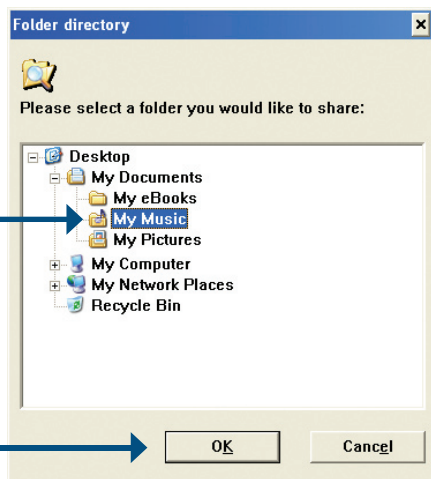 Folder directory
Please select a folder you would like to share:
Desktop
My Documents
My eBooks
My Music
My Pictures
My Computer
My Network Places
Recycle Bin
OK Cancel